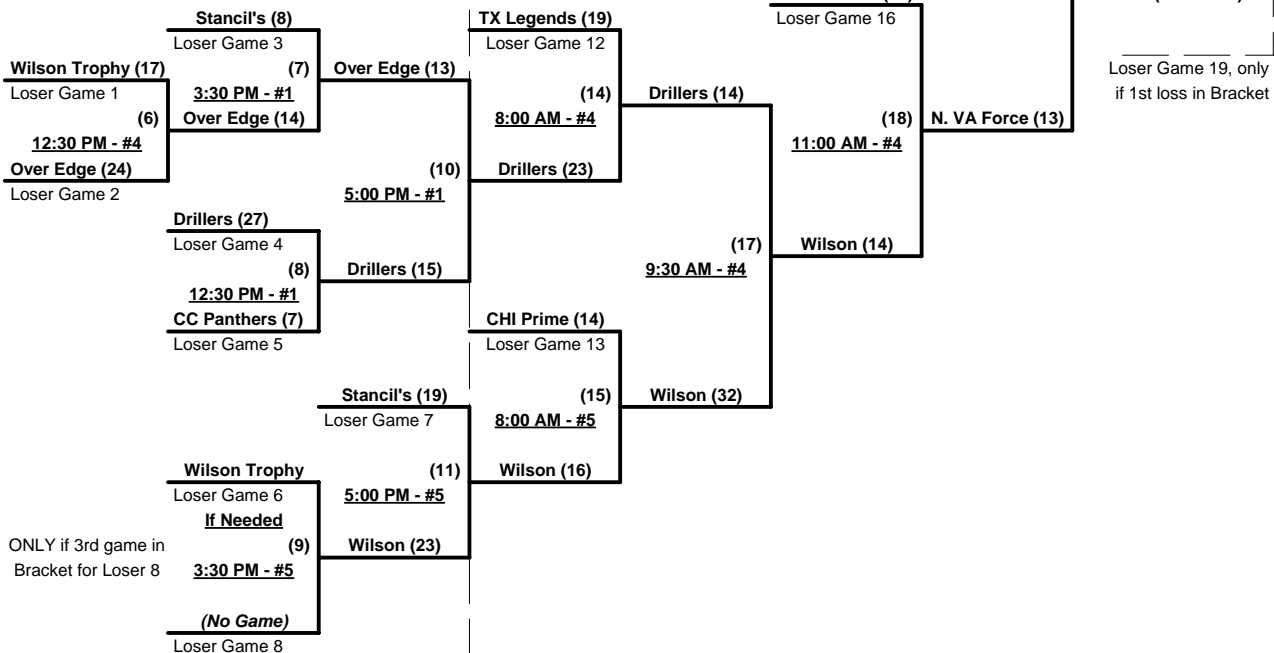 Loser Game 16
Stancil's (8)
Loser Game 3
(7)
3:30 PM - #1
Over Edge (14)
Wilson Trophy (17)
Loser Game 1
(6)
12:30 PM - #4
Over Edge (24)
Loser Game 2
Over Edge (13)
(10)
5:00 PM - #1
Drillers (27)
Loser Game 4
(8)
12:30 PM - #1
CC Panthers (7)
Loser Game 5
Drillers (15)
TX Legends (19)
Loser Game 12
(14)
8:00 AM - #4
Drillers (23)
Drillers (14)
(17)
9:30 AM - #4
CHI Prime (14)
Loser Game 13
(15)
8:00 AM - #5
Wilson (16)
Wilson (32)
Stancil's (19)
Loser Game 7
(11)
5:00 PM - #5
Wilson (23)
Wilson Trophy
Loser Game 6
If Needed
(9)
3:30 PM - #5
ONLY if 3rd game in
Bracket for Loser 8
(No Game)
Loser Game 8
(18)
11:00 AM - #4
Wilson (14)
N. VA Force (13)
Loser Game 19, only
if 1st loss in Bracket